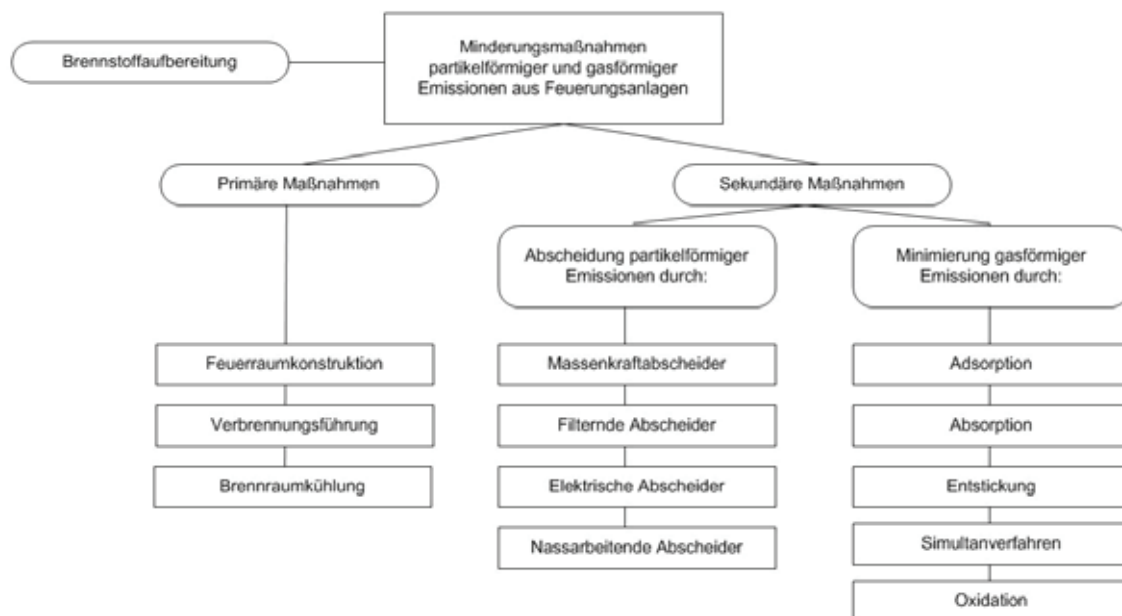 Brennstoffaufbereitung
Minderungsmaßnahmen
partikelförmiger und gasförmiger
Emissionen aus Feuerungsanlagen
Primäre Maßnahmen
Sekundäre Maßnahmen
Abscheidung partikelförmiger
Emissionen durch:
Minimierung gasförmiger
Emissionen durch:
Feuerraumkonstruktion
Verbrennungsführung
Brennraumkühlung
Massenkraftabscheider
Filternde Abscheider
Elektrische Abscheider
Nassarbeitende Abscheider
Adsorption
Absorption
Entstickung
Simultanverfahren
Oxidation